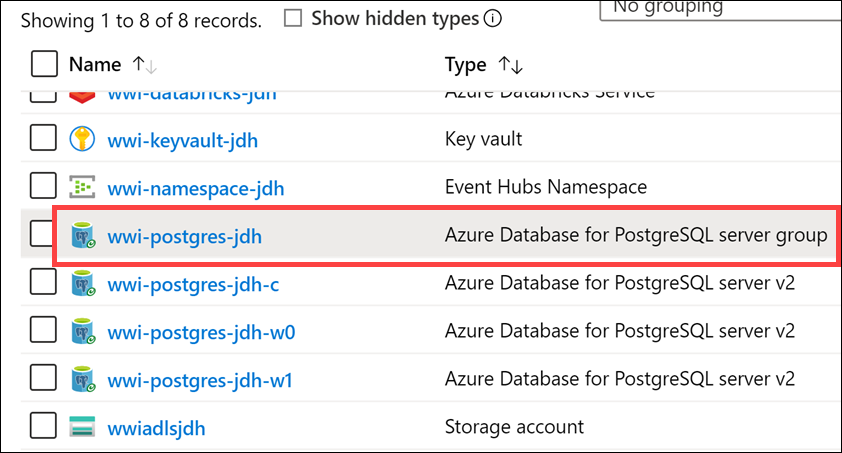 Showing 1 to 8 of 8 records.
Show hidden types
No grouping
Name ↑↓ Type ↑↓
wwi-databricks-jdh Azure Databricks Service
wwi-keyvault-jdh Key vault
wwi-namespace-jdh Event Hubs Namespace
wwi-postgres-jdh Azure Database for PostgreSQL server group
wwi-postgres-jdh-c Azure Database for PostgreSQL server v2
wwi-postgres-jdh-w0 Azure Database for PostgreSQL server v2
wwi-postgres-jdh-w1 Azure Database for PostgreSQL server v2
wwiadlsjdh Storage account